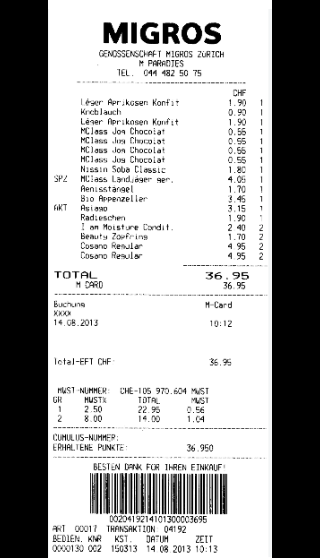 MIGROS
GENOSSENSCHAFT MIGROS ZÜRICH
M PARADIES
TEL. 044 482 50 75
CHF
Léger Aprikosen Konfit 1.90 1
Knoblauch 0.90 1
Léger Aprikosen Konfit 1.90 1
MClass Jog Chocolat 0.55 1
MClass Jog Chocolat 0.55 1
MClass Jog Chocolat 0.55 1
MClass Jog Chocolat 0.55 1
Nissin Soba Classic 1.80 1
SPZ MClass Landjäger ger. 4.05 1
Aenisstängel 1.70 1
Bio Appenzeller 3.45 1
AKT Asiago 3.15 1
Radieschen 1.90 1
I am Moisture Condit. 2.40 2
Beauty Zopfring 1.70 2
Cosano Regular 4.95 2
Cosano Regular 4.95 2
TOTAL 36.95
M CARD 36.95
Buchung M-Card
XXXX
14.08.2013 10:12
Total-EFT CHF: 36.95
MWST-NUMMER: CHE-105 970.604 MWST
GR MWST% TOTAL MWST
1 2.50 22.95 0.56
2 8.00 14.00 1.04
CUMULUS-NUMMER:
ERHALTENE PUNKTE: 36.950
BESTEN DANK FÜR IHREN EINKAUF!
00204192141013000003695
ART 00017 TRANSAKTION 04192
BEDIEN. KNR KST. DATUM ZEIT
0000130 002 150313 14.08.2013 10:13